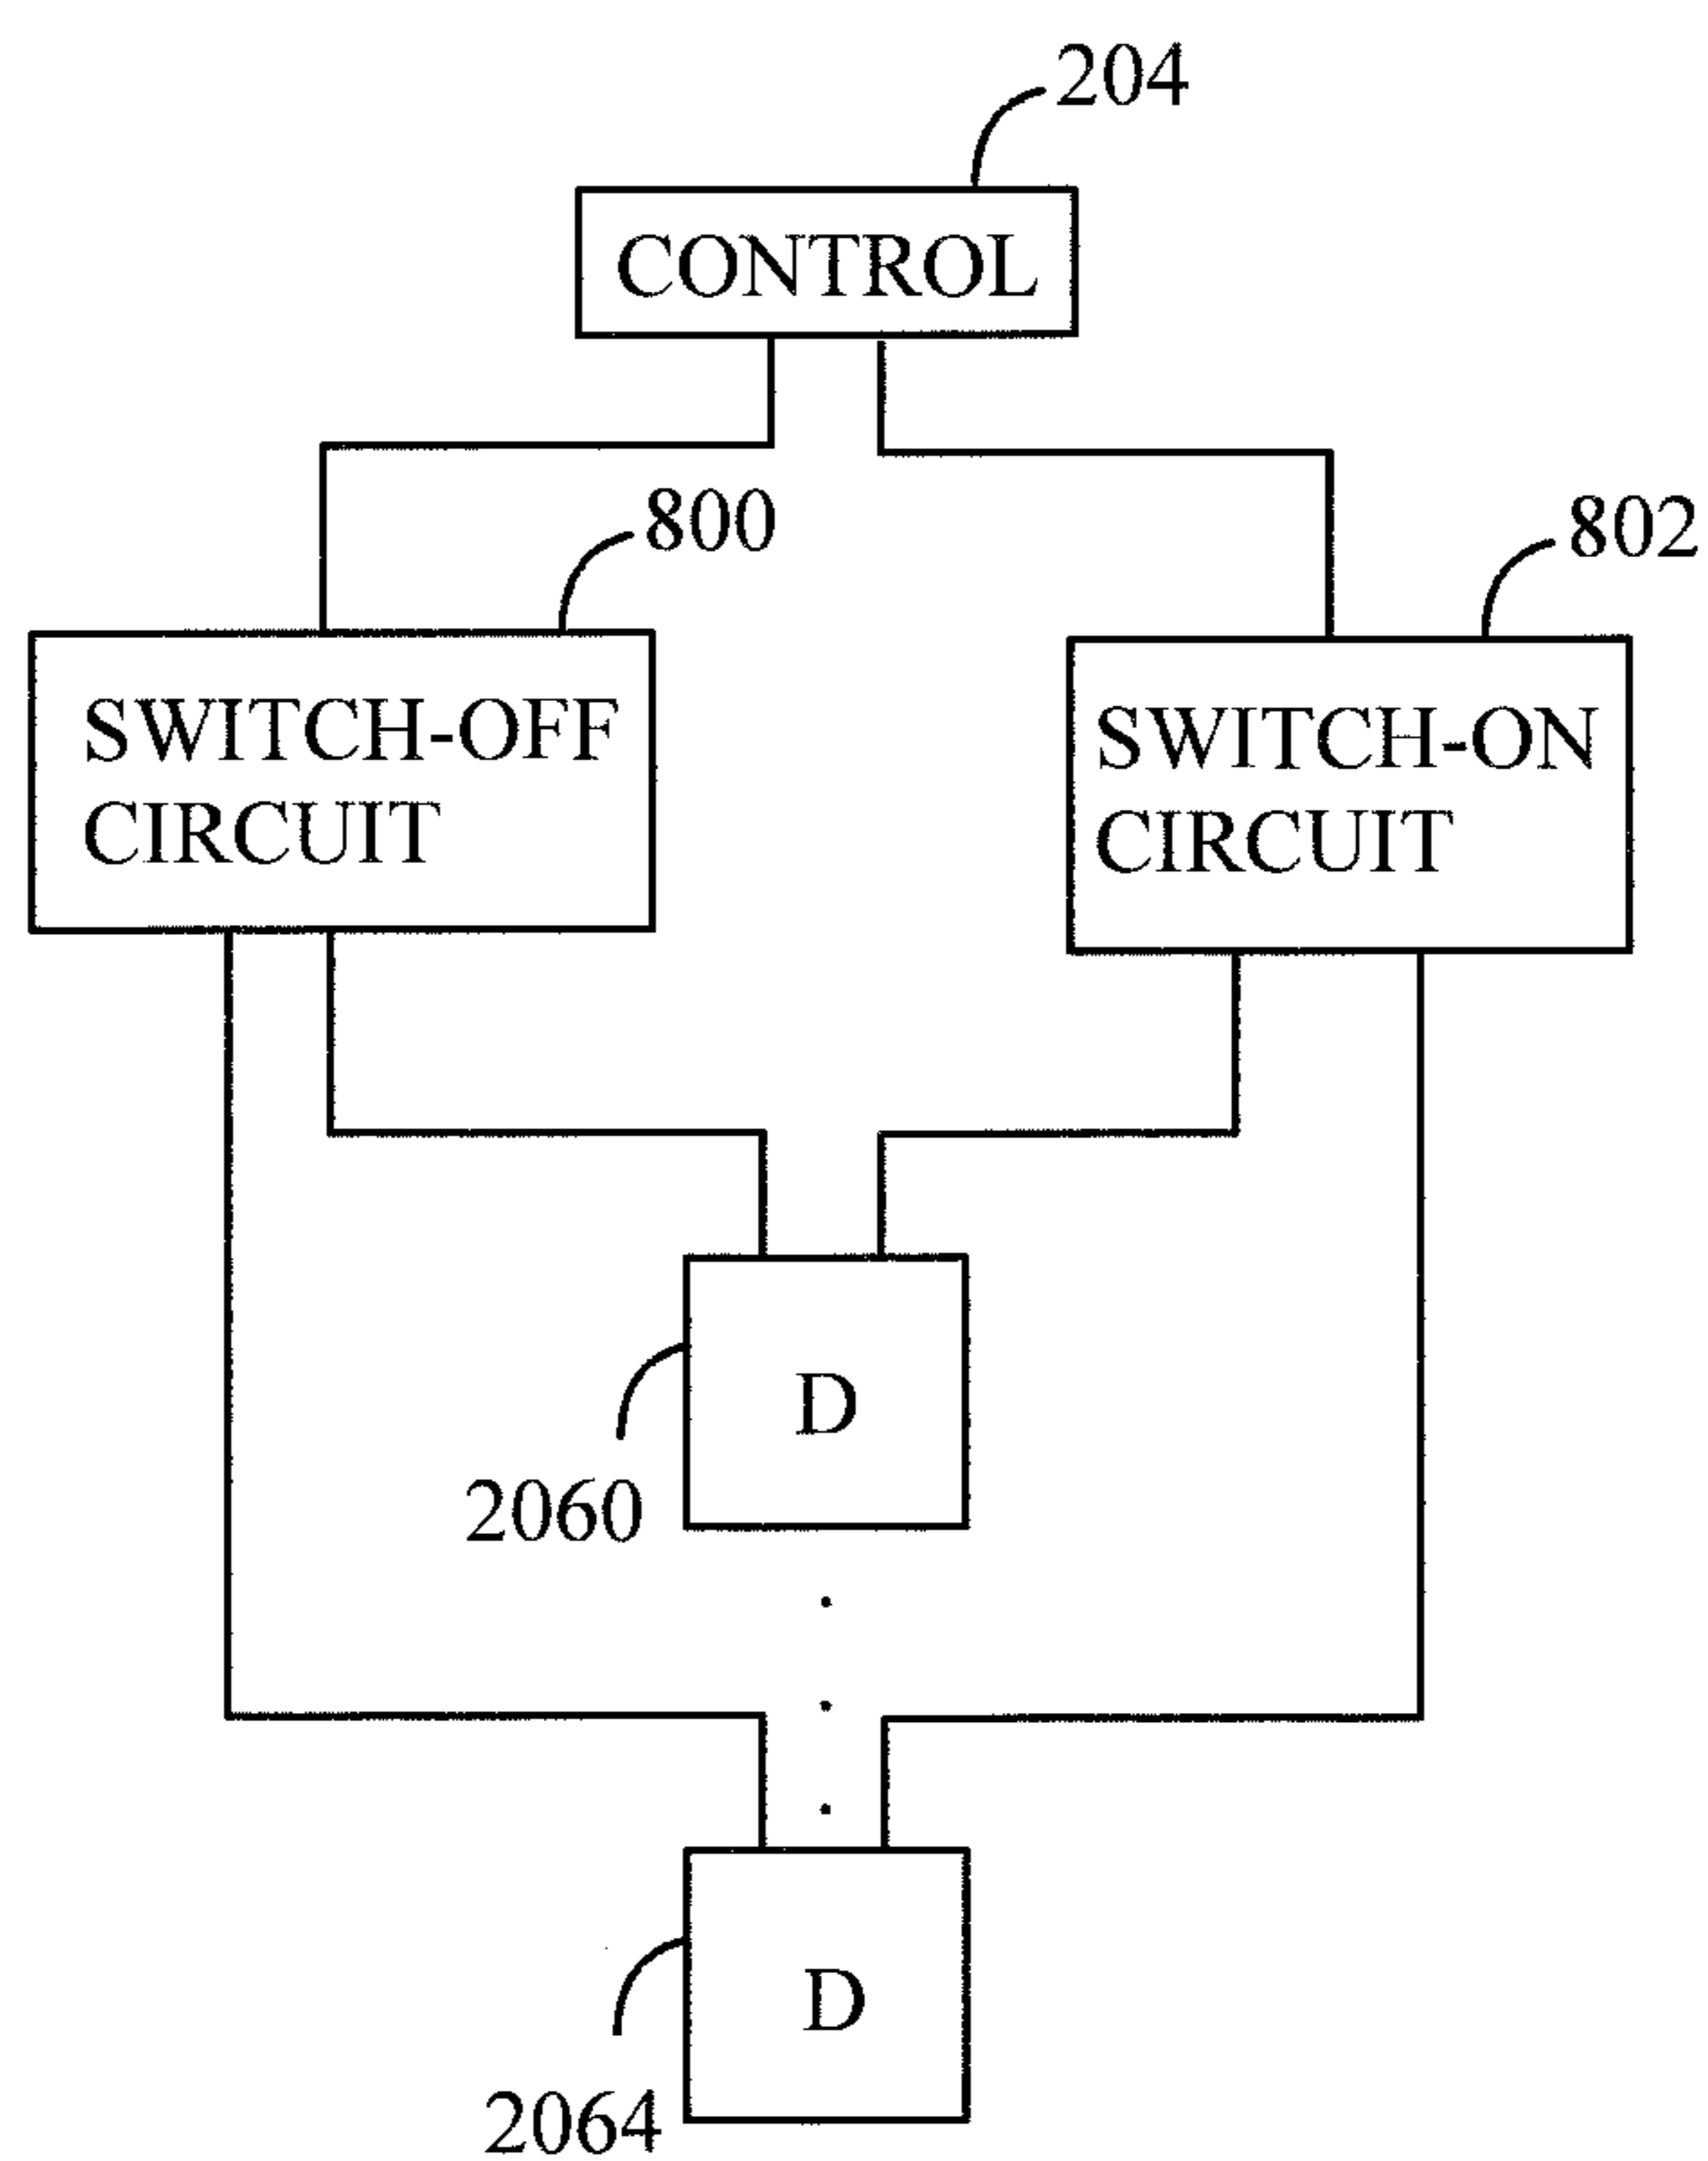 204
CONTROL
800
802
SWITCH-OFF
CIRCUIT
SWITCH-ON
CIRCUIT
D
2060
D
2064